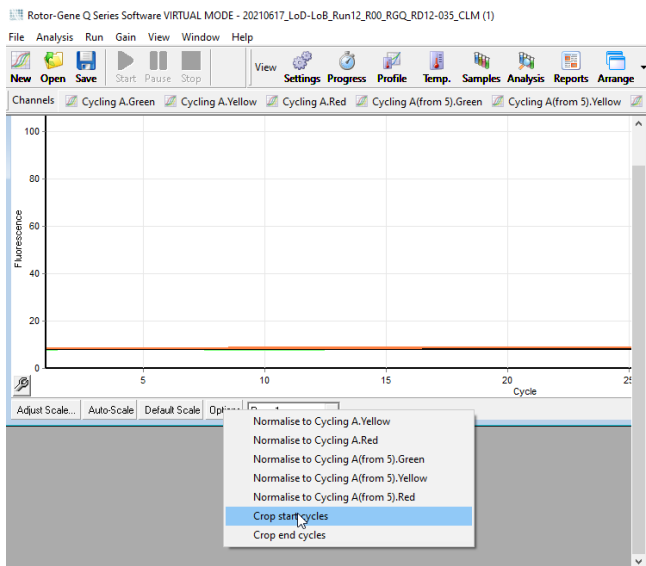 Rotor-Gene Q Series Software VIRTUAL MODE - 20210617_LoD-LoB_Run12_R00_RGQ_RD12-035_CLM (1)
File Analysis Run Gain View Window Help
New Open Save Start Pause Stop View Settings Progress Profile Temp. Samples Analysis Reports Arrange
Channels Cycling A.Green Cycling A.Yellow Cycling A.Red Cycling A(from 5).Green Cycling A(from 5).Yellow
100
80
60
40
20
0
Fluorescence
5 10 15 20 25
Cycle
Adjust Scale... Auto-Scale Default Scale
Normalise to Cycling A.Yellow
Normalise to Cycling A.Red
Normalise to Cycling A(from 5).Green
Normalise to Cycling A(from 5).Yellow
Normalise to Cycling A(from 5).Red
Crop start cycles
Crop end cycles